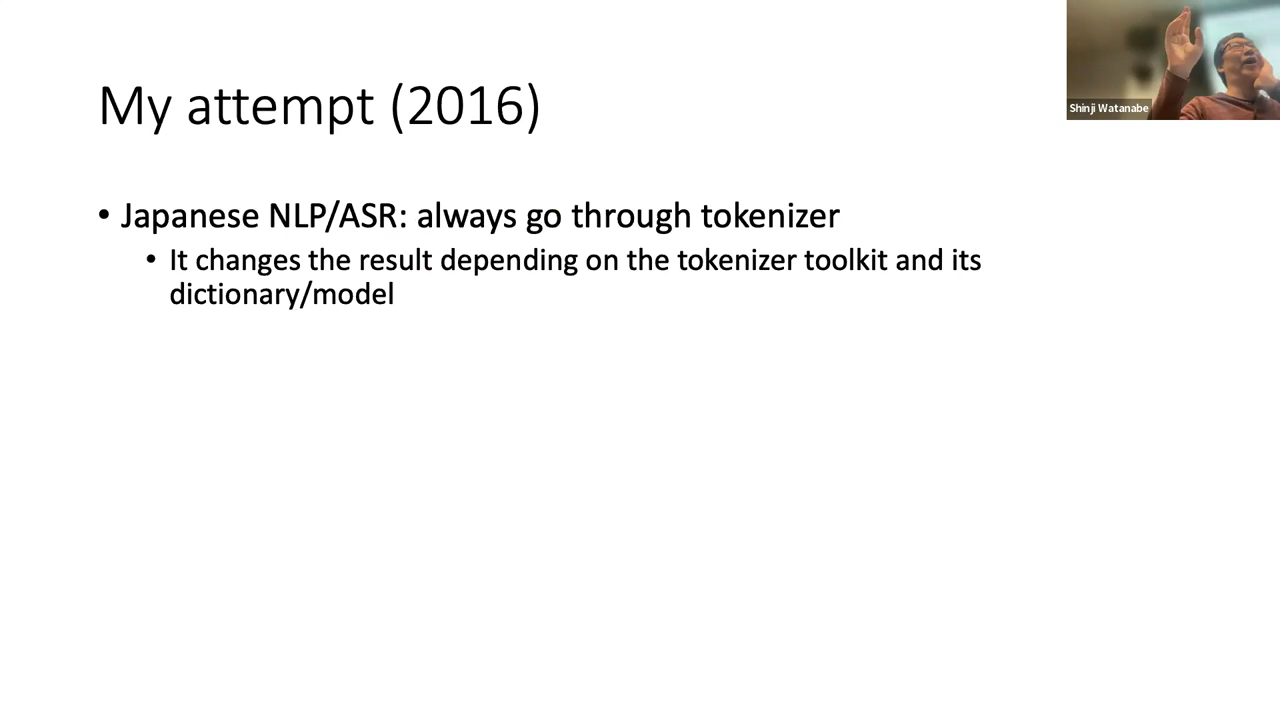 My attempt (2016)
Shinji Watanabe
• Japanese NLP/ASR: always go through tokenizer
• It changes the result depending on the tokenizer toolkit and its
dictionary/model